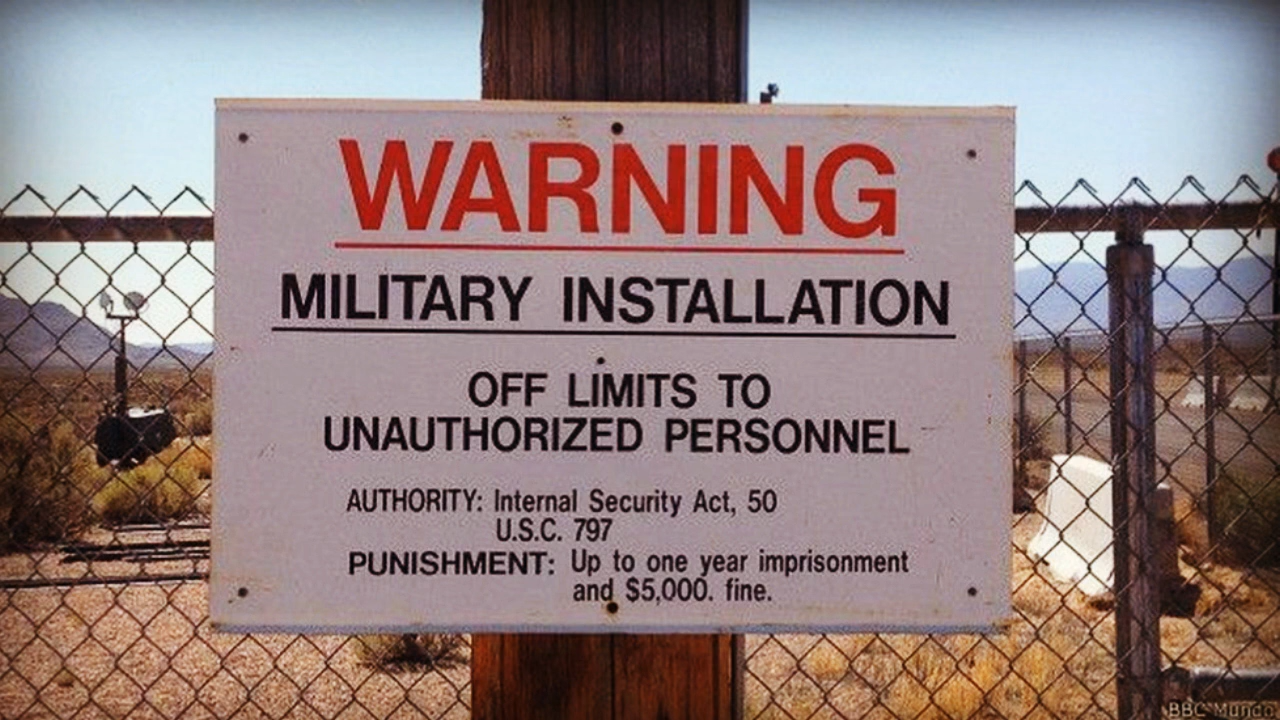 WARNING
MILITARY INSTALLATION
OFF LIMITS TO
UNAUTHORIZED PERSONNEL
AUTHORITY: Internal Security Act, 50
U.S.C. 797
PUNISHMENT: Up to one year imprisonment
and $5,000. fine.
BBC Mundo